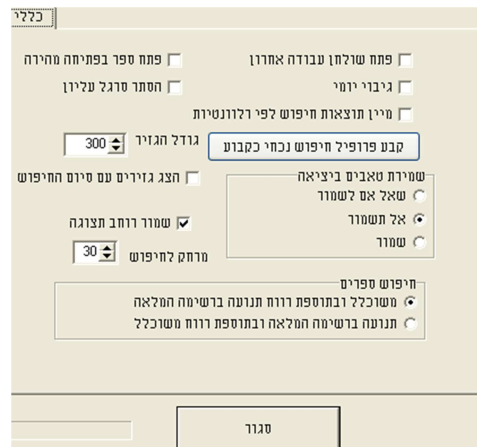 כללי
פתח שולחן עבודה אחרון
פתח ספר בפתיחה מהירה
גיבוי יומי
הסתר סרגל עליון
מיין תוצאות חיפוש לפי רלוונטיות
קבע פרופיל חיפוש נכחי כקבוע
גודל הגזיר 300
הצג גזירים עם סיום החיפוש
שמירת טאבים ביציאה
שאל אם לשמור
אל תשמור
שמור
שמור רוחב תצוגה
מרחק לחיפוש 30
חיפוש ספרים
משוכלל ובתוספת רווח תנועה ברשימה המלאה
תנועה ברשימה המלאה ובתוספת רווח משוכלל
סגור